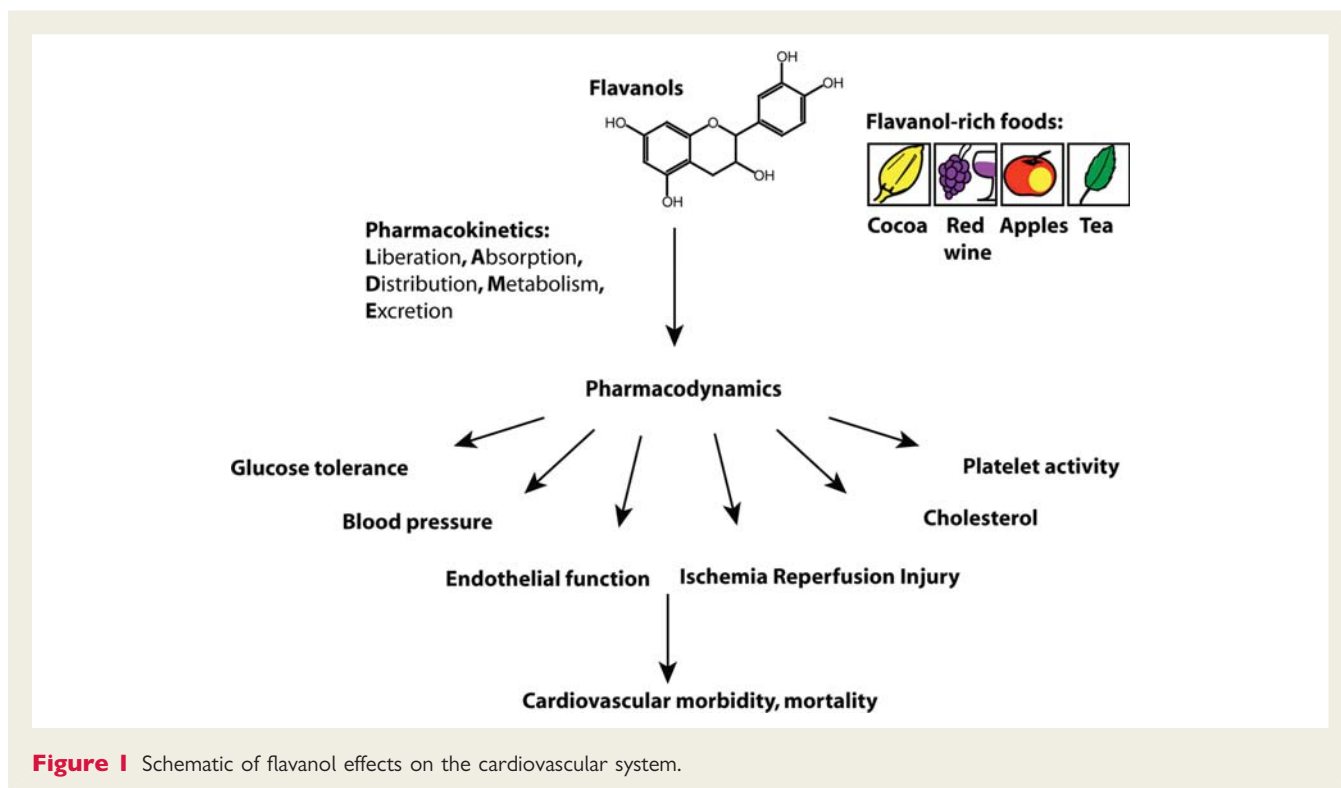 Flavanols
OH
OH
HO
O
OH
OH
Flavanol-rich foods:
Cocoa Red Apples Tea
wine
Pharmacokinetics:
Liberation, Absorption,
Distribution, Metabolism,
Excretion
Pharmacodynamics
Glucose tolerance
Platelet activity
Blood pressure
Cholesterol
Endothelial function
Ischemia Reperfusion Injury
Cardiovascular morbidity, mortality
Figure 1 Schematic of flavanol effects on the cardiovascular system.